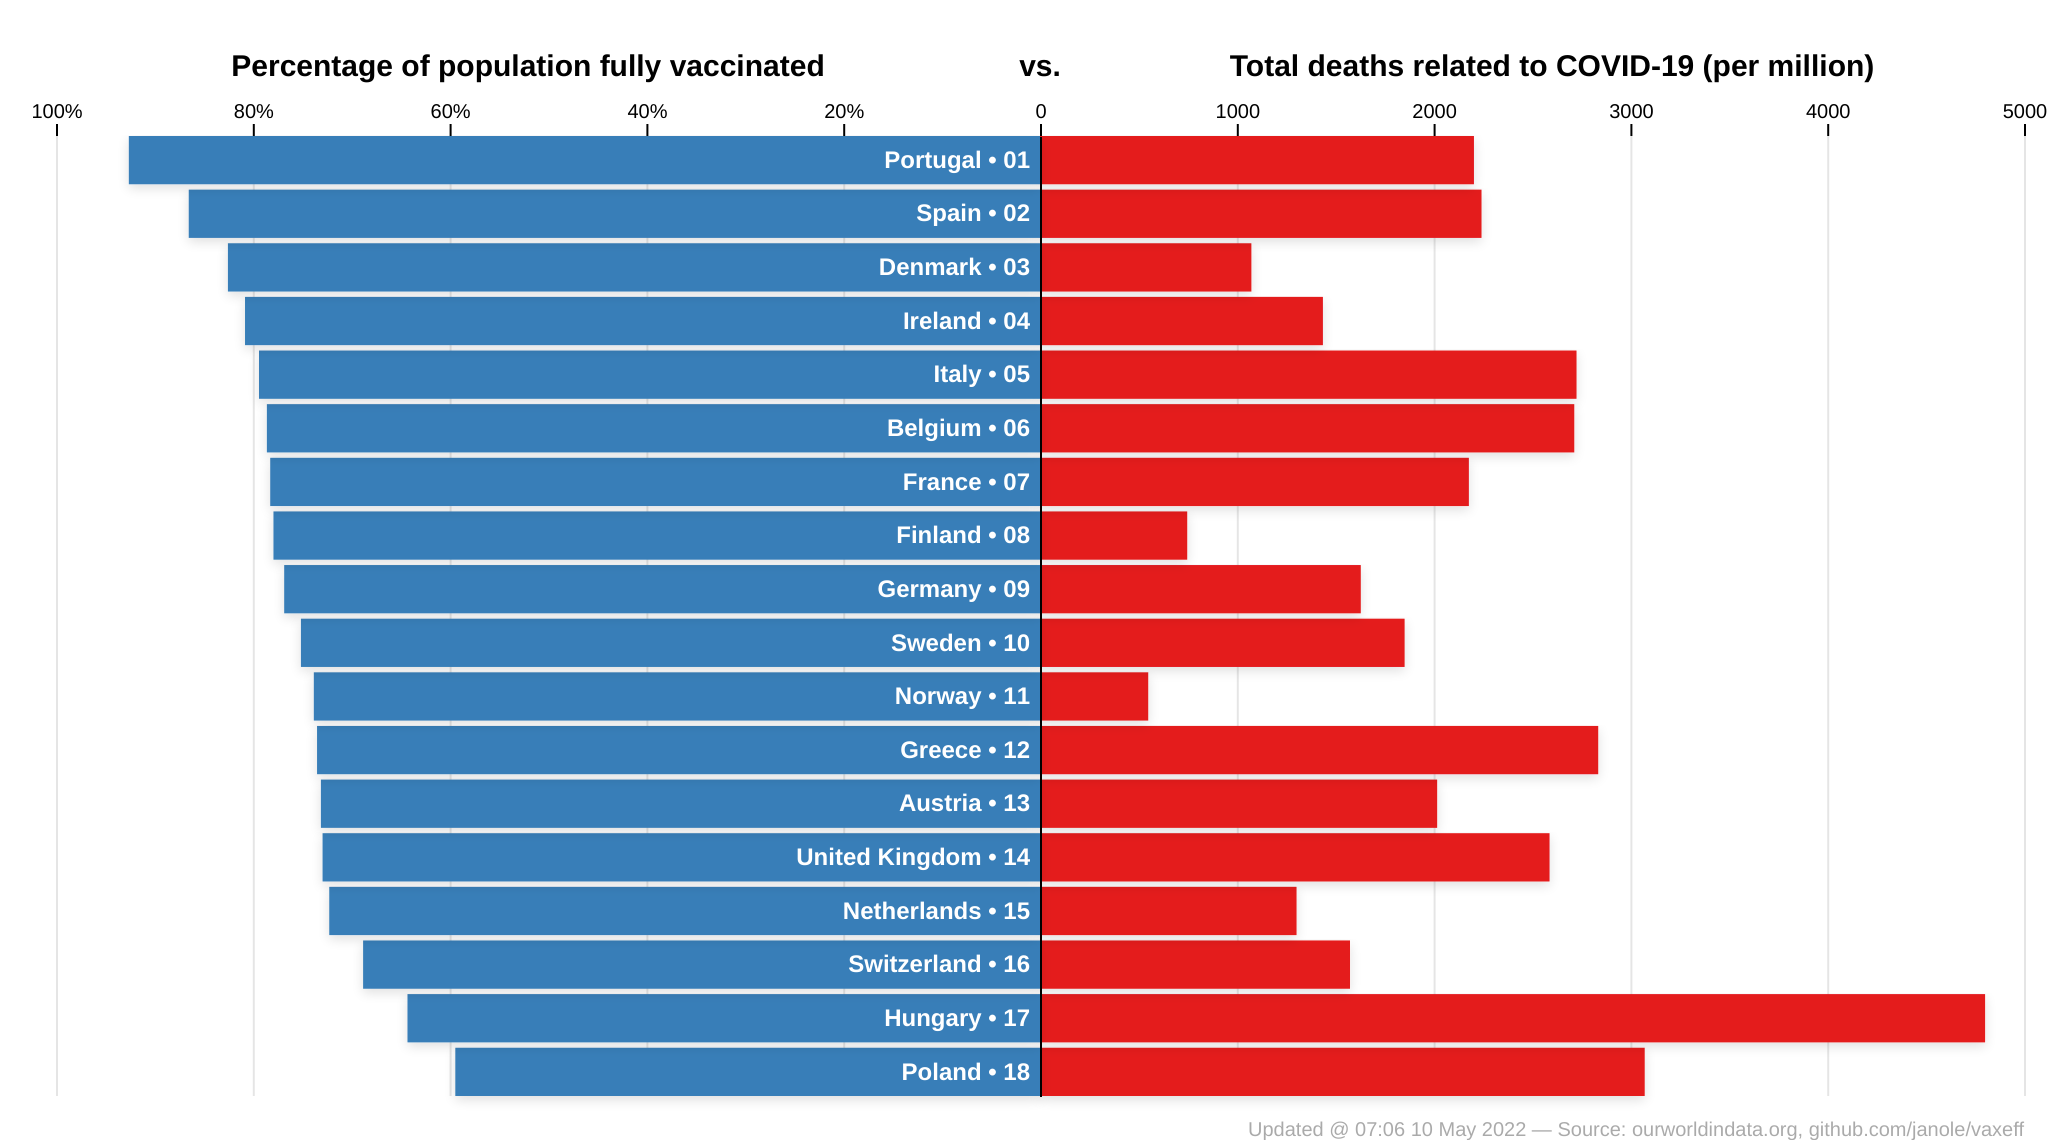 Percentage of population fully vaccinated vs. Total deaths related to COVID-19 (per million)
100% 80% 60% 40% 20% 0 1000 2000 3000 4000 5000
Portugal • 01
Spain • 02
Denmark • 03
Ireland • 04
Italy • 05
Belgium • 06
France • 07
Finland • 08
Germany • 09
Sweden • 10
Norway • 11
Greece • 12
Austria • 13
United Kingdom • 14
Netherlands • 15
Switzerland • 16
Hungary • 17
Poland • 18
Updated @ 07:06 10 May 2022 — Source: ourworldindata.org, github.com/janole/vaxeff